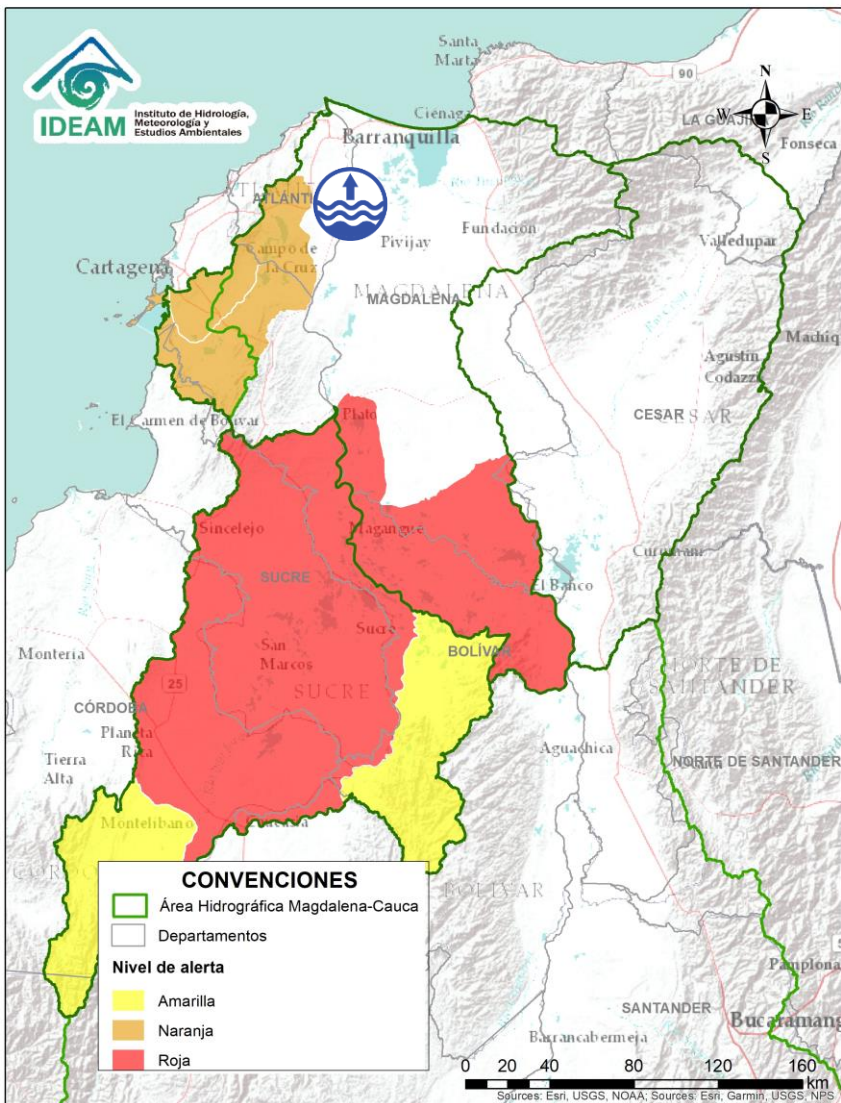 IDEAM
Instituto de Hidrología,
Meteorología y
Estudios Ambientales
Santa
Marta
90
N
W E
S
Ciénaga
Barranquilla
LA GUAJIRA
Fonseca
Fundación
Pivijay
Valledupar
Campo de
la Cruz
Cartagena
MAGDALENA
MAGDALENA
Agustín
Codazzi
CESAR
CESAR
El Carmen de Bolívar
Plato
Sincelejo
Magangué
SUCRE
El Banco
Sucre
BOLÍVAR
Montería
San
Marcos
SUCRE
25
NORTE DE
SANTANDER
CÓRDOBA
Planeta
Rica
Tierra
Alta
Aguachica
NORTE DE SANTANDER
Montelíbano
BOLÍVAR
Pamplona
SANTANDER
Barrancabermeja
CONVENCIONES
Área Hidrográfica Magdalena-Cauca
Departamentos
Nivel de alerta
Amarilla
Naranja
Roja
0 20 40 80 120 160
km
Sources: Esri, USGS, NOAA; Sources: Esri, Garmin, USGS, NPS